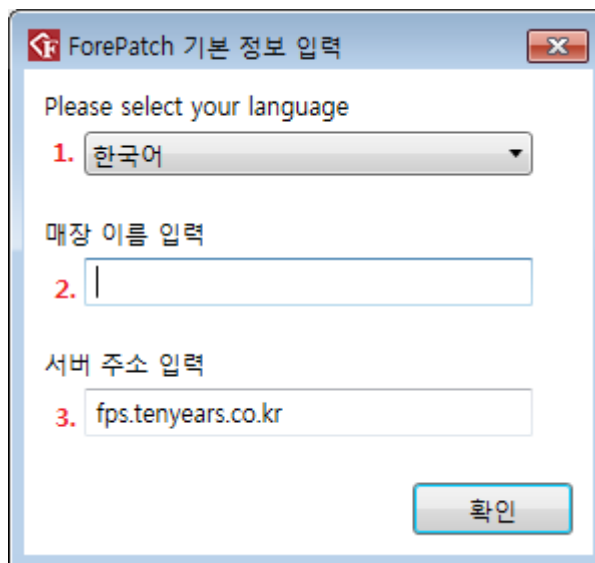 ForePatch 기본 정보 입력
Please select your language
1. 한국어
매장 이름 입력
2.
서버 주소 입력
3. fps.tenyears.co.kr
확인